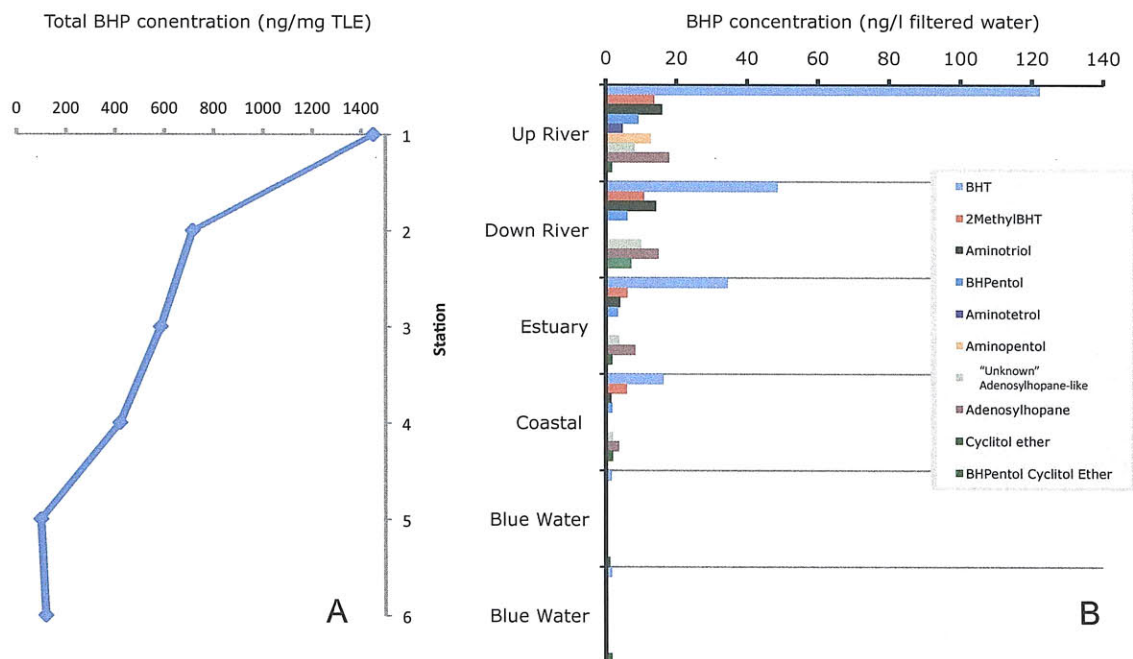 Total BHP conentration (ng/mg TLE)
0 200 400 600 800 1000 1200 1400
1
2
3
4
5
6
Station
A
BHP concentration (ng/l filtered water)
0 20 40 60 80 100 120 140
Up River
Down River
Estuary
Coastal
Blue Water
Blue Water
BHT
2MethylBHT
Aminotriol
BHPentol
Aminotetrol
Aminopentol
"Unknown"
Adenosylhopane-like
Adenosylhopane
Cyclitol ether
BHPentol Cyclitol Ether
B